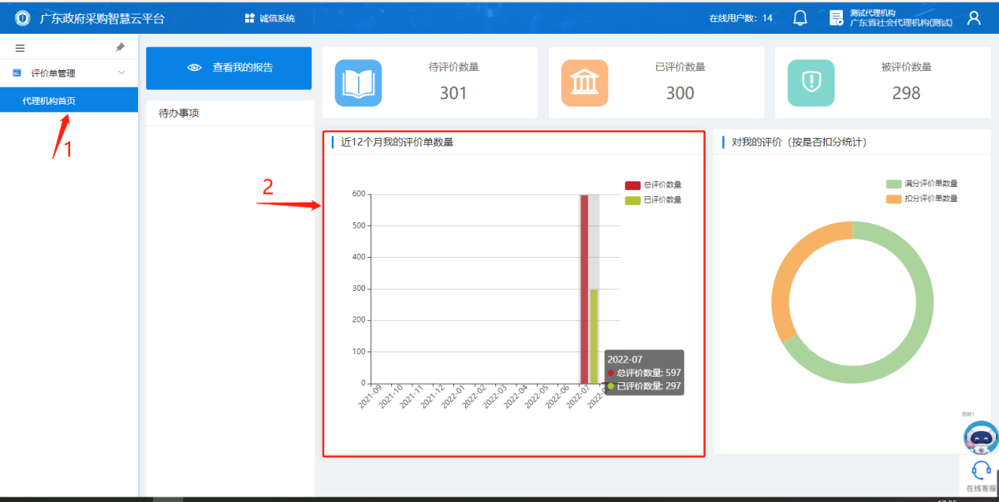 广东政府采购智慧云平台
诚信系统
在线用户数：14
测试代理机构
广东省社会代理机构(测试)
评价单管理
代理机构首页
1
查看我的报告
待办事项
待评价数量
301
已评价数量
300
被评价数量
298
近12个月我的评价单数量
2
总评价数量
已评价数量
600
500
400
300
200
100
0
2021-09
2021-10
2021-11
2021-12
2022-01
2022-02
2022-03
2022-04
2022-05
2022-06
2022-07
2022-07
总评价数量: 597
已评价数量: 297
对我的评价（按是否扣分统计）
满分评价单数量
扣分评价单数量
你好!
在线客服